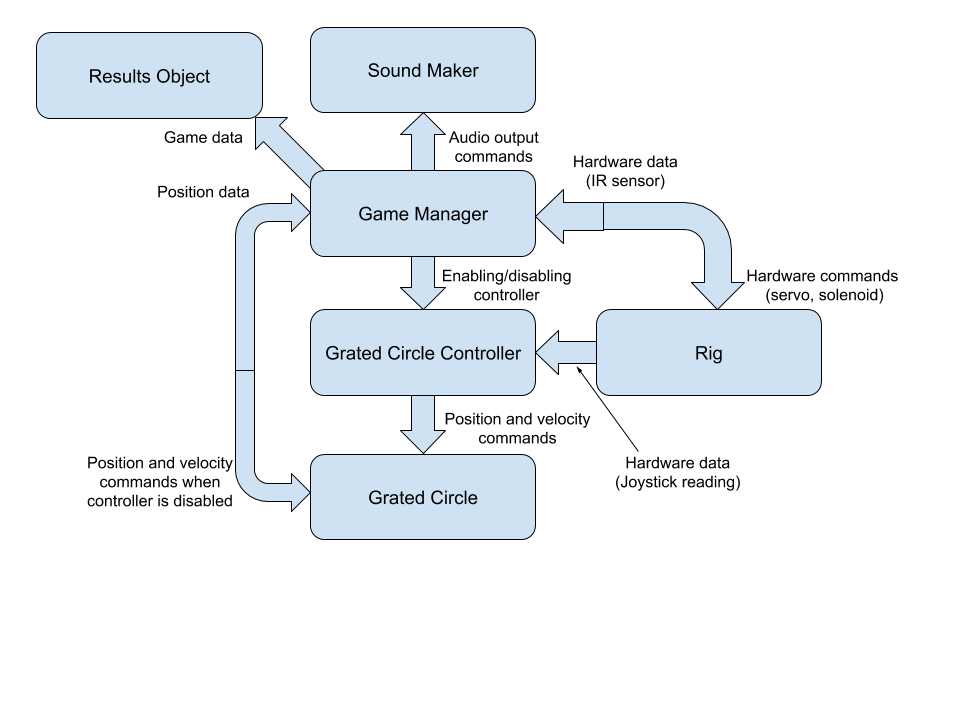 Results Object
Sound Maker
Game data
Audio output
commands
Hardware data
(IR sensor)
Position data
Game Manager
Enabling/disabling
controller
Hardware commands
(servo, solenoid)
Grated Circle Controller
Rig
Position and velocity
commands
Position and velocity
commands when
controller is disabled
Hardware data
(Joystick reading)
Grated Circle